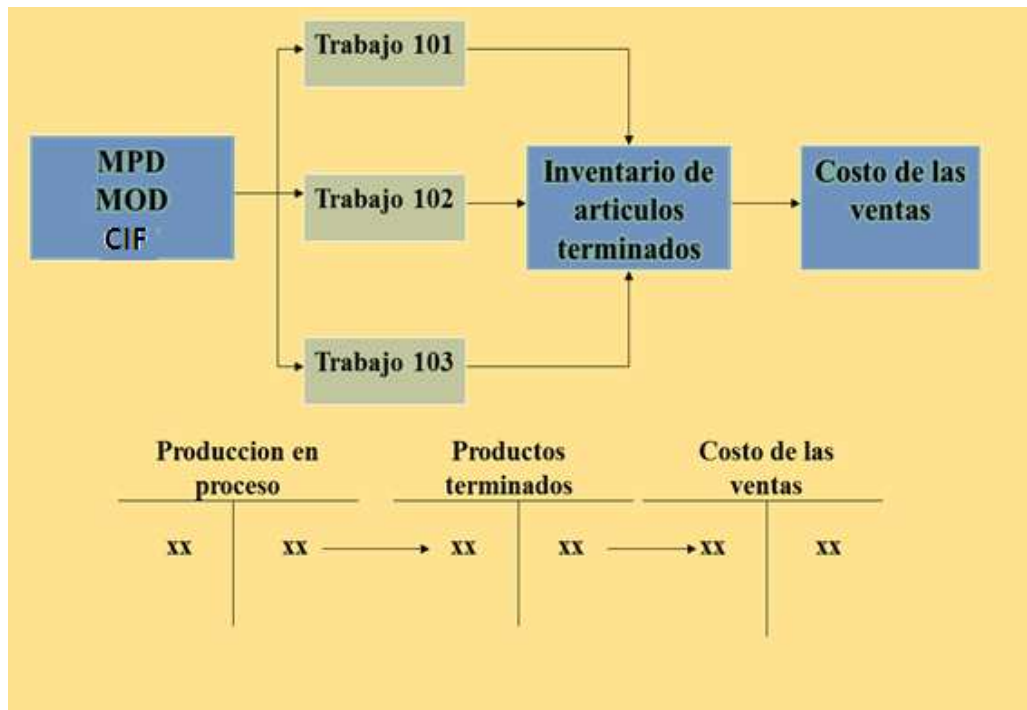 Trabajo 101
MPD
MOD
CIF
Trabajo 102
Trabajo 103
Inventario de
articulos
terminados
Costo de las
ventas
Produccion en
proceso
Productos
terminados
Costo de las
ventas
xx xx xx xx xx xx